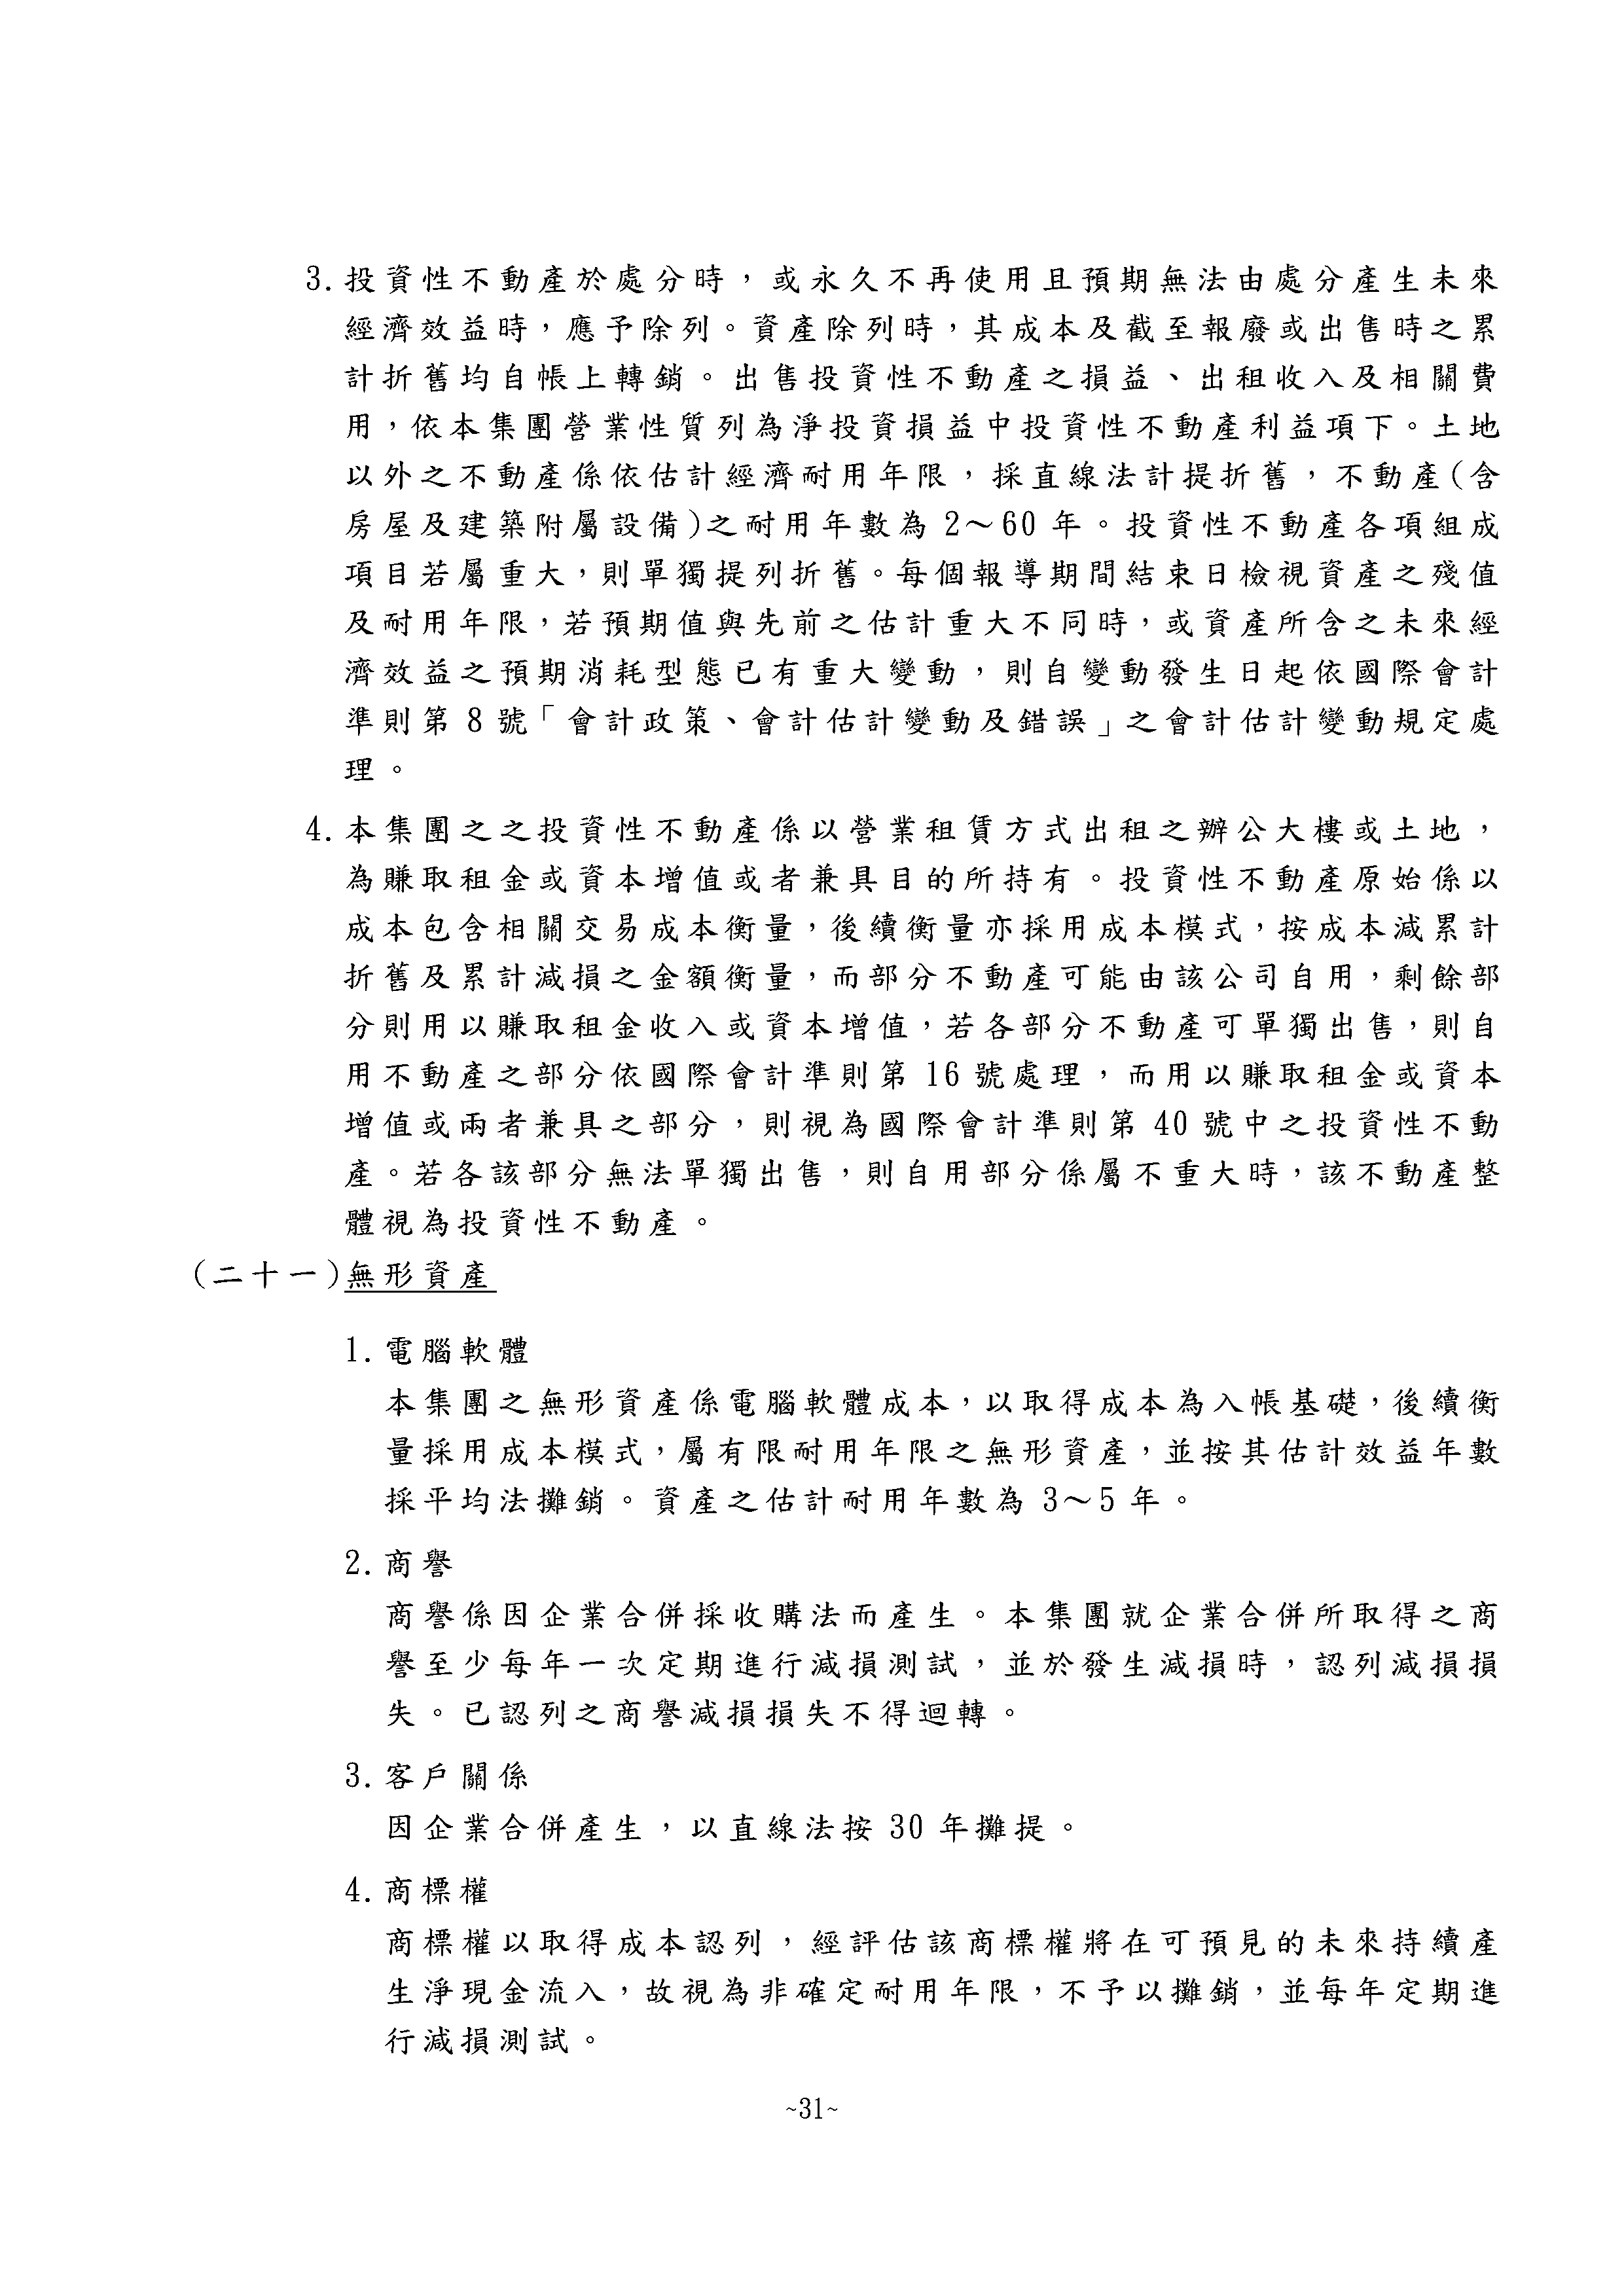 3.投資性不動產於處分時，或永久不再使用且預期無法由處分產生未來
經濟效益時，應予除列。資產除列時，其成本及截至報廢或出售時之累
計折舊均自帳上轉銷。出售投資性不動產之損益、出租收入及相關費
用，依本集團營業性質列為淨投資損益中投資性不動產利益項下。土地
以外之不動產係依估計經濟耐用年限，採直線法計提折舊，不動產(含
房屋及建築附屬設備)之耐用年數為 2～60 年。投資性不動產各項組成
項目若屬重大，則單獨提列折舊。每個報導期間結束日檢視資產之殘值
及耐用年限，若預期值與先前之估計重大不同時，或資產所含之未來經
濟效益之預期消耗型態已有重大變動，則自變動發生日起依國際會計
準則第 8 號「會計政策、會計估計變動及錯誤」之會計估計變動規定處
理。
4.本集團之之投資性不動產係以營業租賃方式出租之辦公大樓或土地，
為賺取租金或資本增值或者兼具目的所持有。投資性不動產原始係以
成本包含相關交易成本衡量，後續衡量亦採用成本模式，按成本減累計
折舊及累計減損之金額衡量，而部分不動產可能由該公司自用，剩餘部
分則用以賺取租金收入或資本增值，若各部分不動產可單獨出售，則自
用不動產之部分依國際會計準則第 16 號處理，而用以賺取租金或資本
增值或兩者兼具之部分，則視為國際會計準則第 40 號中之投資性不動
產。若各該部分無法單獨出售，則自用部分係屬不重大時，該不動產整
體視為投資性不動產。
(二十一)無形資產
1.電腦軟體
本集團之無形資產係電腦軟體成本，以取得成本為入帳基礎，後續衡
量採用成本模式，屬有限耐用年限之無形資產，並按其估計效益年數
採平均法攤銷。資產之估計耐用年數為 3～5 年。
2.商譽
商譽係因企業合併採收購法而產生。本集團就企業合併所取得之商
譽至少每年一次定期進行減損測試，並於發生減損時，認列減損損
失。已認列之商譽減損損失不得迴轉。
3.客戶關係
因企業合併產生，以直線法按 30 年攤提。
4.商標權
商標權以取得成本認列，經評估該商標權將在可預見的未來持續產
生淨現金流入，故視為非確定耐用年限，不予以攤銷，並每年定期進
行減損測試。
~31~